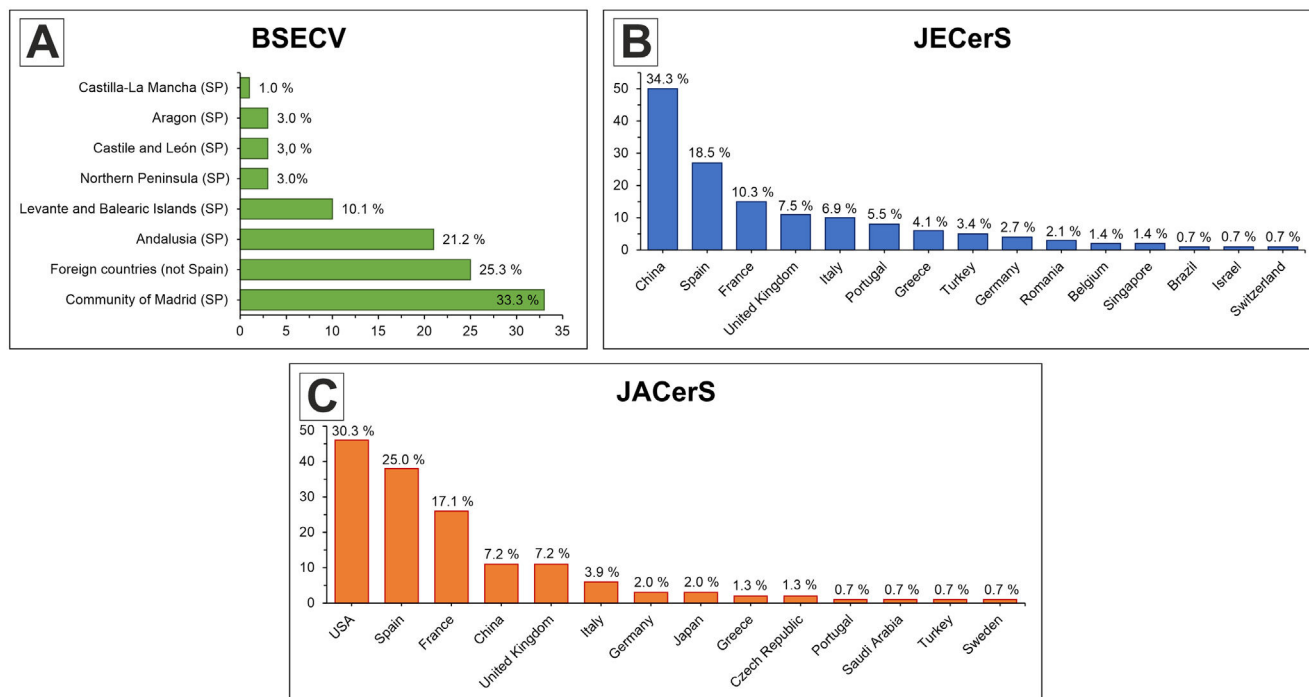 A
BSECV
Castilla-La Mancha (SP)
1.0 %
Aragon (SP)
3.0 %
Castile and León (SP)
3,0 %
Northern Peninsula (SP)
3.0%
Levante and Balearic Islands (SP)
10.1 %
Andalusia (SP)
21.2 %
Foreign countries (not Spain)
25.3 %
Community of Madrid (SP)
33.3 %
0 5 10 15 20 25 30 35
B
JECerS
50
40
30
20
10
0
34.3 %
18.5 %
10.3 %
7.5 %
6.9 %
5.5 %
4.1 %
3.4 %
2.7 %
2.1 %
1.4 %
1.4 %
0.7 %
0.7 %
0.7 %
China
Spain
France
United Kingdom
Italy
Portugal
Greece
Turkey
Germany
Romania
Belgium
Singapore
Brazil
Israel
Switzerland
C
JACerS
50
40
30
20
10
0
30.3 %
25.0 %
17.1 %
7.2 %
7.2 %
3.9 %
2.0 %
2.0 %
1.3 %
1.3 %
0.7 %
0.7 %
0.7 %
0.7 %
USA
Spain
France
China
United Kingdom
Italy
Germany
Japan
Greece
Czech Republic
Portugal
Saudi Arabia
Turkey
Sweden